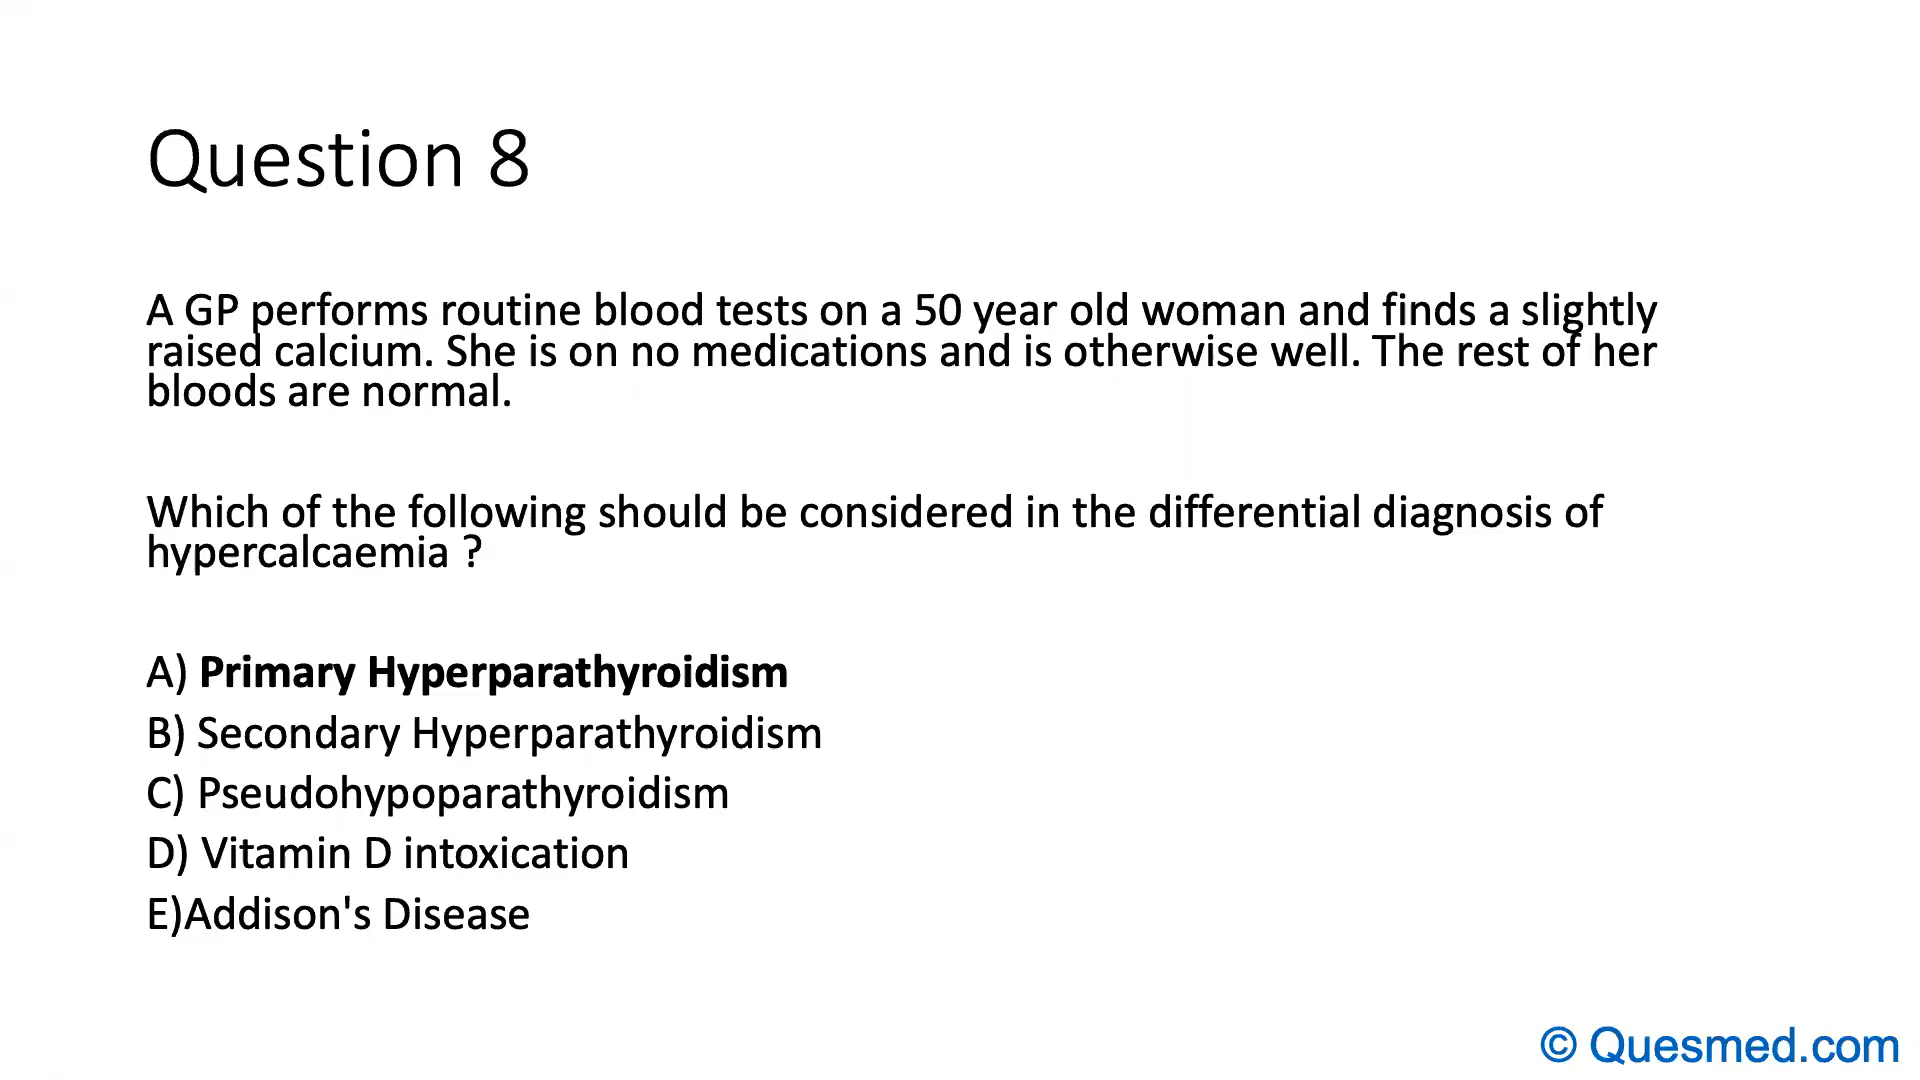 Question 8
A GP performs routine blood tests on a 50 year old woman and finds a slightly
raised calcium. She is on no medications and is otherwise well. The rest of her
bloods are normal.
Which of the following should be considered in the differential diagnosis of
hypercalcaemia ?
A) Primary Hyperparathyroidism
B) Secondary Hyperparathyroidism
C) Pseudohypoparathyroidism
D) Vitamin D intoxication
E)Addison's Disease
© Quesmed.com